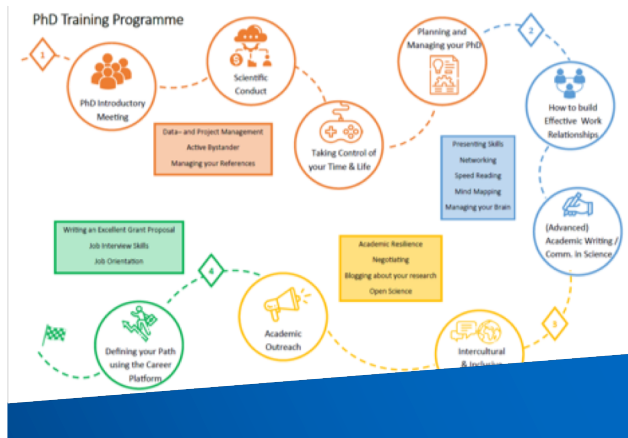 PhD Training Programme
1
PhD Introductory
Meeting
$
Scientific
Conduct
Data– and Project Management
Active Bystander
Managing your References
Taking Control of
your Time & Life
Planning and
Managing your PhD
2
How to build
Effective Work
Relationships
Presenting Skills
Networking
Speed Reading
Mind Mapping
Managing your Brain
(Advanced)
Academic Writing /
Comm. in Science
3
Intercultural
& Inclusive
Academic Resilience
Negotiating
Blogging about your research
Open Science
Academic
Outreach
4
Writing an Excellent Grant Proposal
Job Interview Skills
Job Orientation
Defining your Path
using the Career
Platform